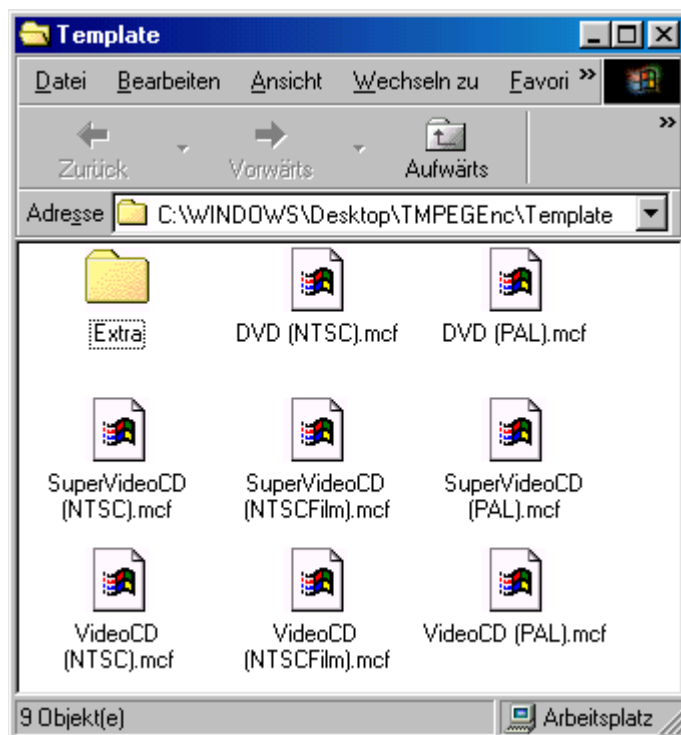 Template
Datei Bearbeiten Ansicht Wechseln zu Favori »
Zurück Vorwärts Aufwärts »
Adresse C:\WINDOWS\Desktop\TMPEGEnc\Template
Extra
DVD (NTSC).mcf
DVD (PAL).mcf
SuperVideoCD
(NTSC).mcf
SuperVideoCD
(NTSCFilm).mcf
SuperVideoCD
(PAL).mcf
VideoCD
(NTSC).mcf
VideoCD
(NTSCFilm).mcf
VideoCD (PAL).mcf
9 Objekt(e) Arbeitsplatz